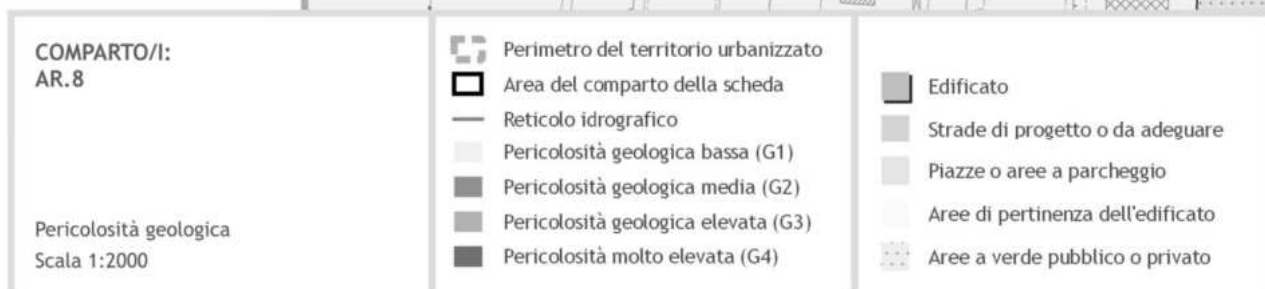 COMPARTO/I:
AR.8
Pericolosità geologica
Scala 1:2000
Perimetro del territorio urbanizzato
Area del comparto della scheda
Reticolo idrografico
Pericolosità geologica bassa (G1)
Pericolosità geologica media (G2)
Pericolosità geologica elevata (G3)
Pericolosità molto elevata (G4)
Edificato
Strade di progetto o da adeguare
Piazze o aree a parcheggio
Aree di pertinenza dell'edificato
Aree a verde pubblico o privato